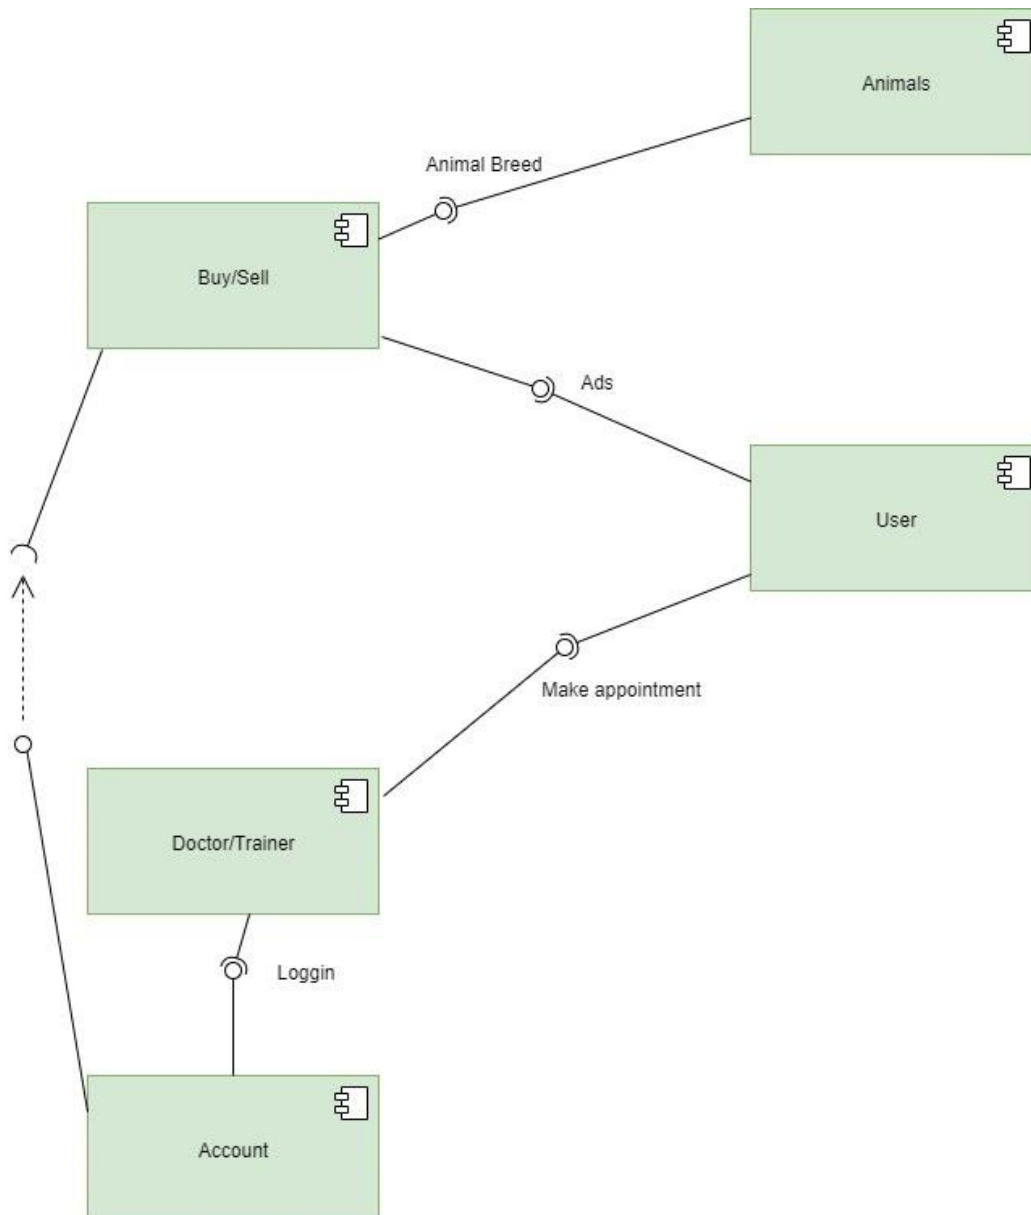 Animals
Animal Breed
Buy/Sell
Ads
User
Make appointment
Doctor/Trainer
Loggin
Account